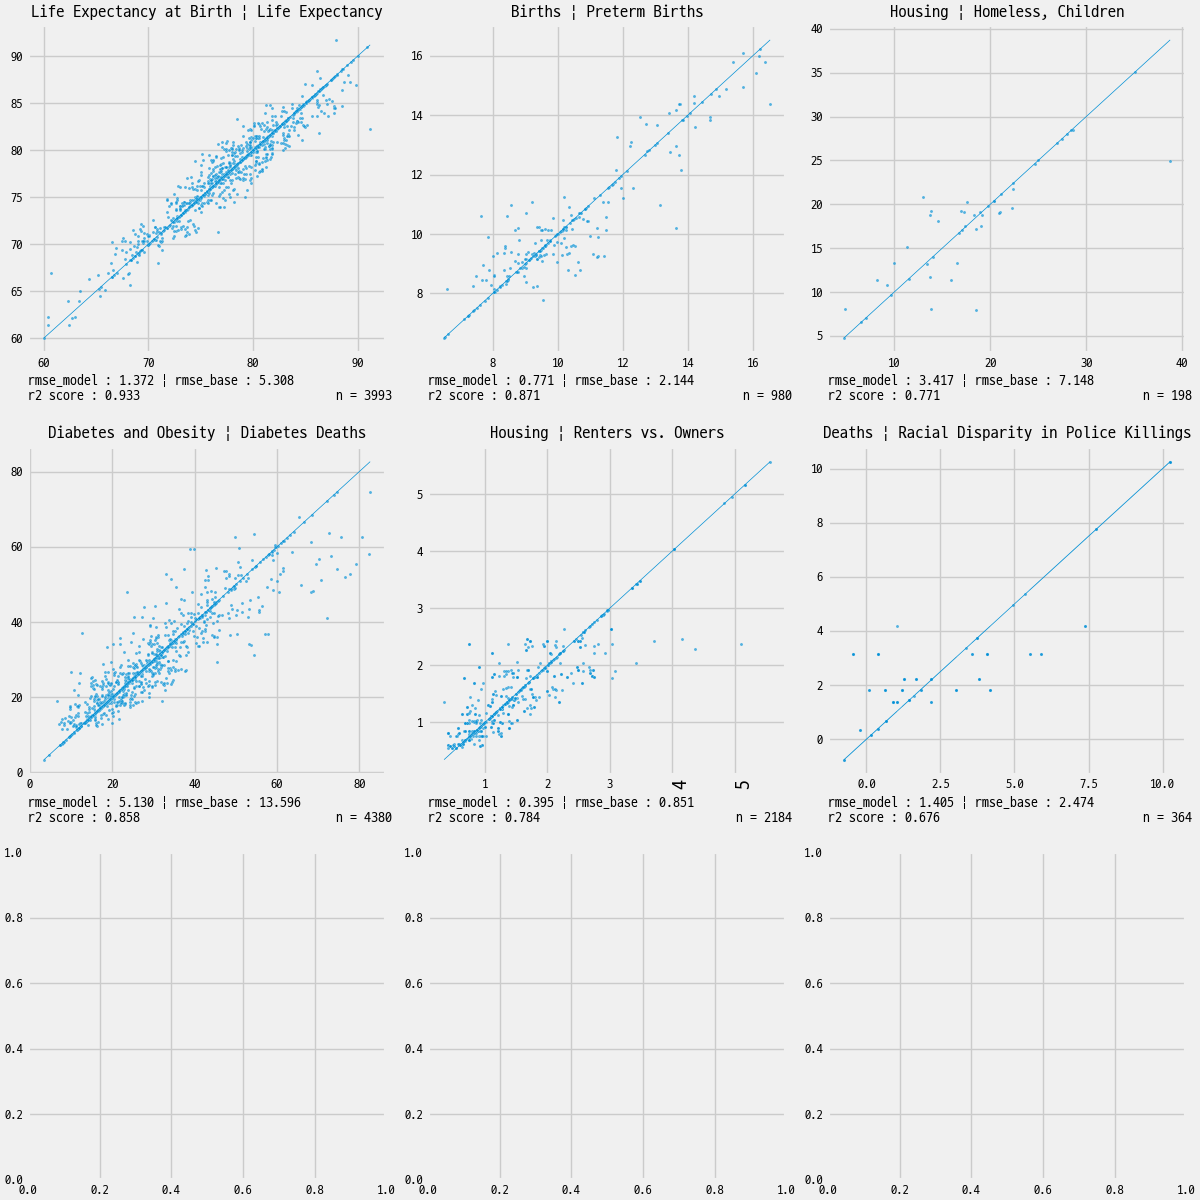 Life Expectancy at Birth ¦ Life Expectancy
90
85
80
75
70
65
60
60 70 80 90
rmse_model : 1.372 ¦ rmse_base : 5.308
r2 score : 0.933 n = 3993
Births ¦ Preterm Births
16
14
12
10
8
8 10 12 14 16
rmse_model : 0.771 ¦ rmse_base : 2.144
r2 score : 0.871 n = 980
Housing ¦ Homeless, Children
40
35
30
25
20
15
10
5
10 20 30 40
rmse_model : 3.417 ¦ rmse_base : 7.148
r2 score : 0.771 n = 198
Diabetes and Obesity ¦ Diabetes Deaths
80
60
40
20
0
0 20 40 60 80
rmse_model : 5.130 ¦ rmse_base : 13.596
r2 score : 0.858 n = 4380
Housing ¦ Renters vs. Owners
5
4
3
2
1
1 2 3 4 5
rmse_model : 0.395 ¦ rmse_base : 0.851
r2 score : 0.784 n = 2184
Deaths ¦ Racial Disparity in Police Killings
10
8
6
4
2
0
0.0 2.5 5.0 7.5 10.0
rmse_model : 1.405 ¦ rmse_base : 2.474
r2 score : 0.676 n = 364
1.0
0.8
0.6
0.4
0.2
0.0
0.0 0.2 0.4 0.6 0.8 1.0
1.0
0.8
0.6
0.4
0.2
0.0
0.0 0.2 0.4 0.6 0.8 1.0
1.0
0.8
0.6
0.4
0.2
0.0
0.0 0.2 0.4 0.6 0.8 1.0